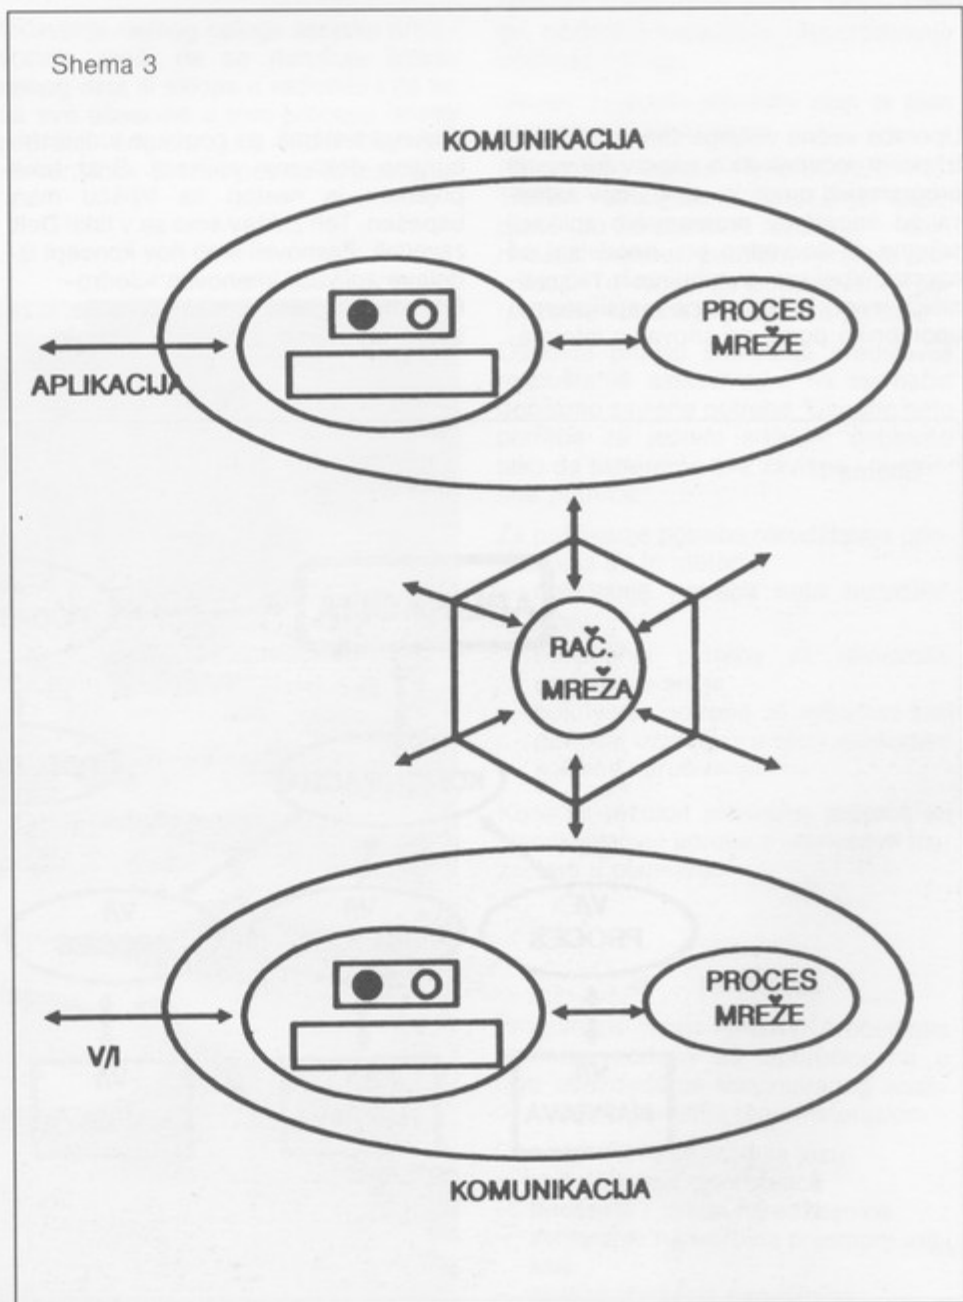 Shema 3
KOMUNIKACIJA
PROCES
MREŽE
APLIKACIJA
RAČ.
MREŽA
PROCES
MREŽE
V/I
KOMUNIKACIJA